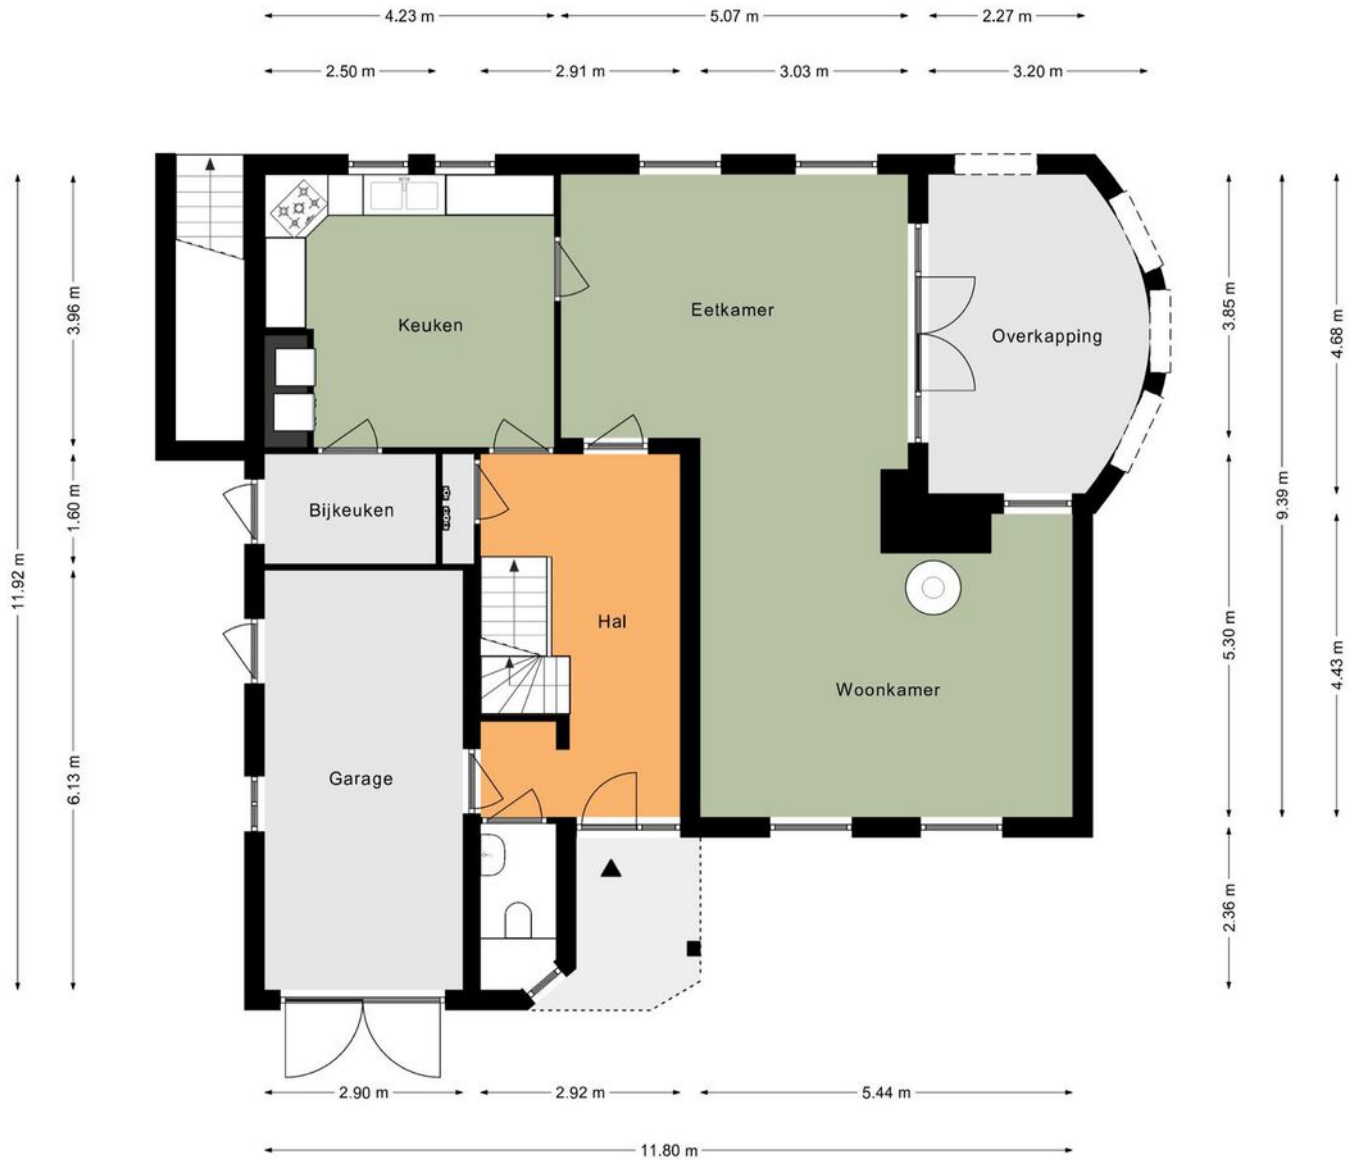 4.23 m
5.07 m
2.27 m
2.50 m
2.91 m
3.03 m
3.20 m
11.92 m
3.96 m
1.60 m
6.13 m
Keuken
Eetkamer
Overkapping
Bijkeuken
Hal
Woonkamer
Garage
3.85 m
5.30 m
2.36 m
9.39 m
4.68 m
4.43 m
2.90 m
2.92 m
5.44 m
11.80 m